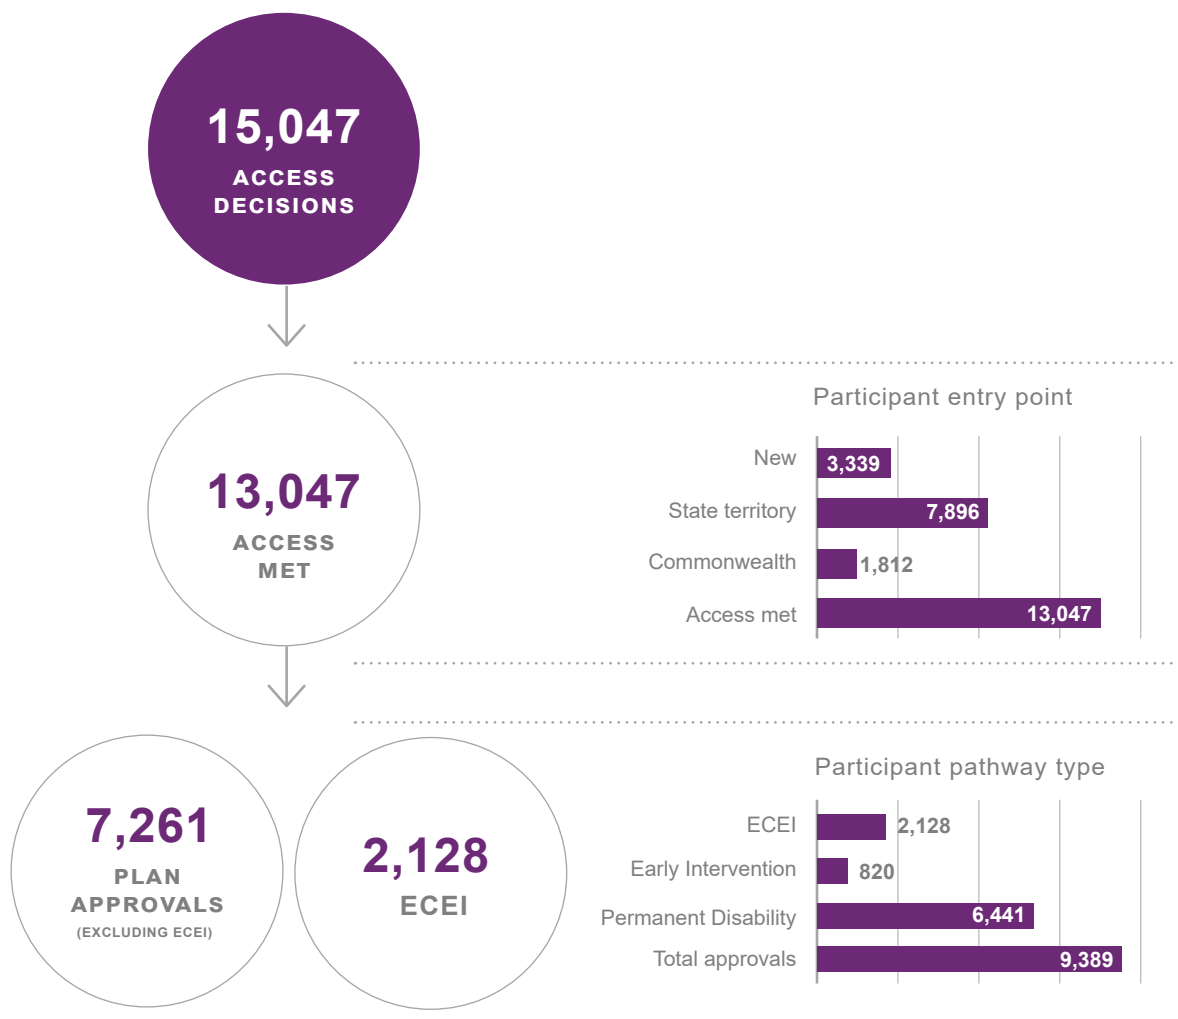 15,047
ACCESS
DECISIONS
13,047
ACCESS
MET
Participant entry point
New 3,339
State territory 7,896
Commonwealth 1,812
Access met 13,047
7,261
PLAN
APPROVALS
(EXCLUDING ECEI)
2,128
ECEI
Participant pathway type
ECEI 2,128
Early Intervention 820
Permanent Disability 6,441
Total approvals 9,389